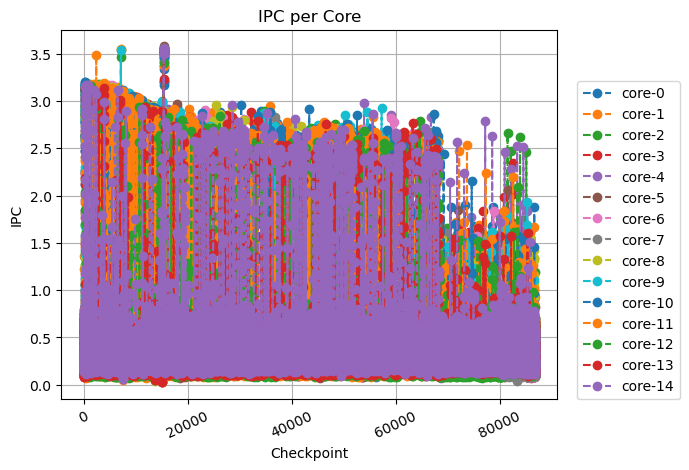 IPC per Core
IPC
3.5
3.0
2.5
2.0
1.5
1.0
0.5
0.0
0
20000
40000
60000
80000
Checkpoint
core-0
core-1
core-2
core-3
core-4
core-5
core-6
core-7
core-8
core-9
core-10
core-11
core-12
core-13
core-14